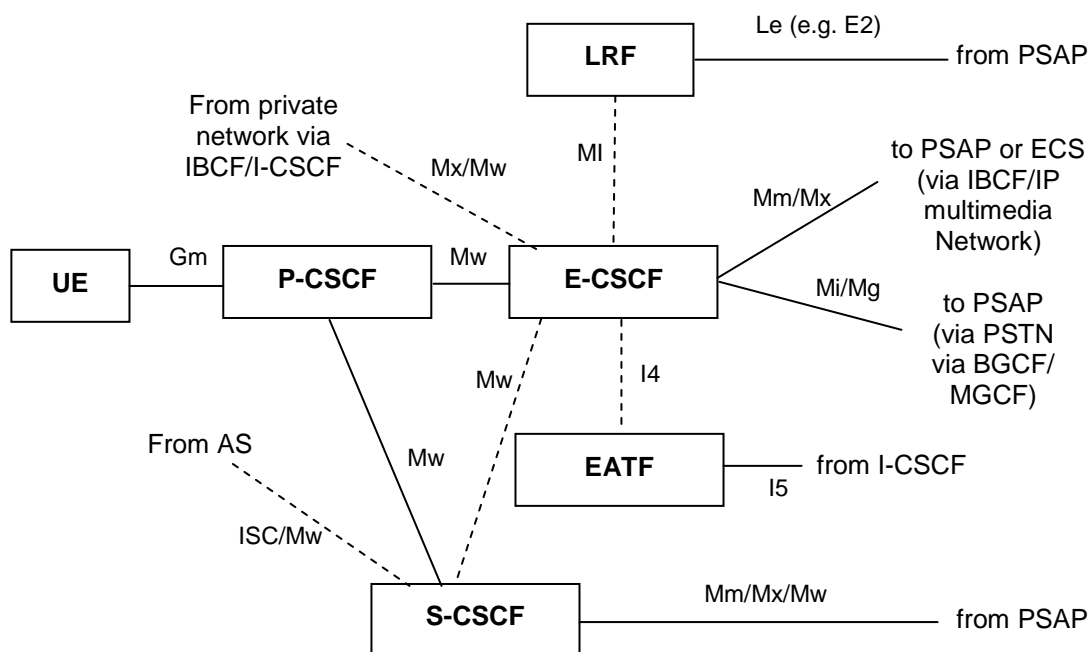 Le (e.g. E2)
LRF
from PSAP
From private
network via
IBCF/I-CSCF
Mx/Mw
Ml
to PSAP or ECS
(via IBCF/IP
multimedia
Network)
Mm/Mx
UE
Gm
P-CSCF
Mw
E-CSCF
Mi/Mg
to PSAP
(via PSTN
via BGCF/
MGCF)
Mw
I4
From AS
Mw
EATF
from I-CSCF
I5
ISC/Mw
S-CSCF
Mm/Mx/Mw
from PSAP